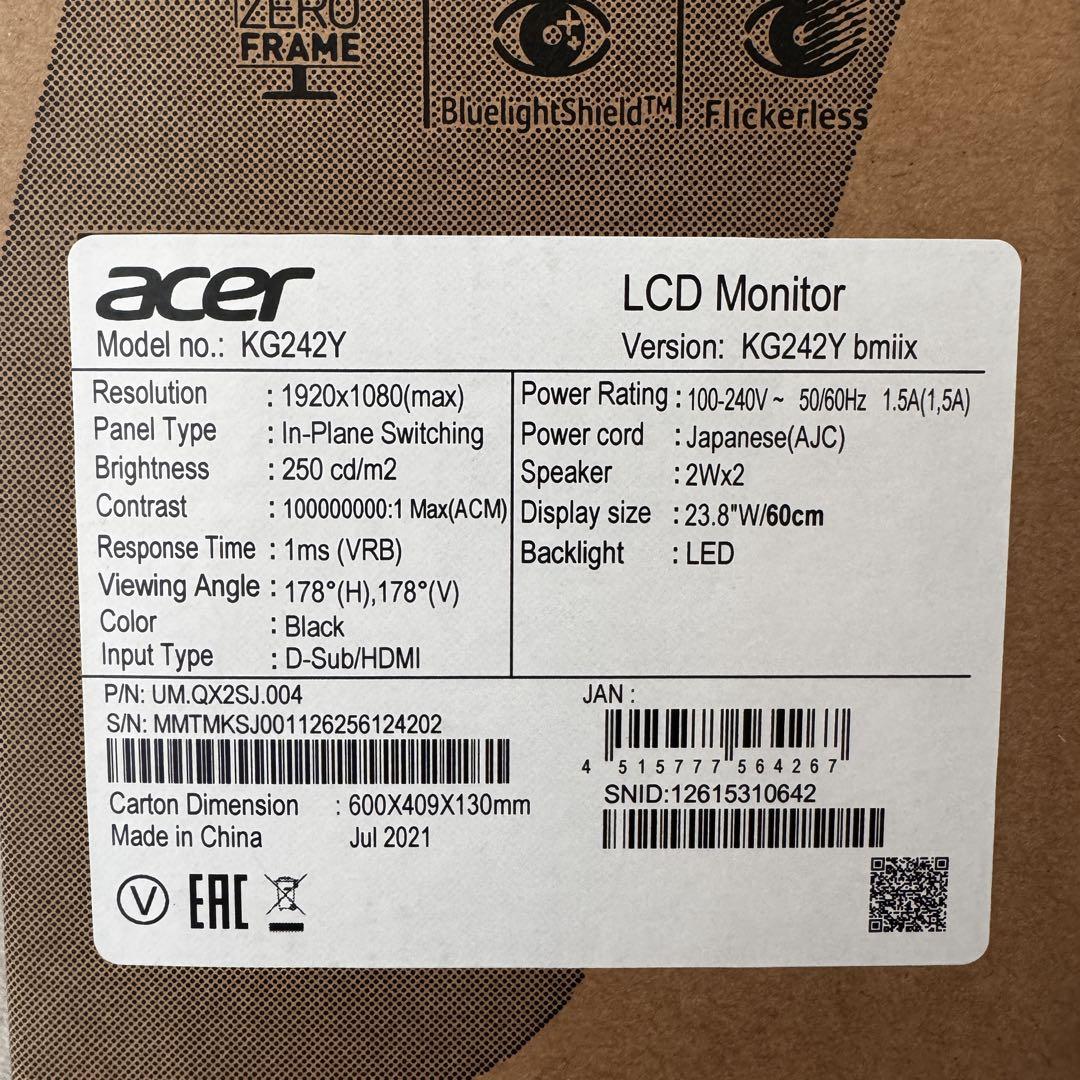 ZERO
FRAME
BluelightShield™
Flickerless
acer
LCD Monitor
Model no.: KG242Y
Version: KG242Y bmiix
Resolution : 1920x1080(max)
Panel Type : In-Plane Switching
Brightness : 250 cd/m2
Contrast : 100000000:1 Max(ACM)
Response Time : 1ms (VRB)
Viewing Angle : 178°(H),178°(V)
Color : Black
Input Type : D-Sub/HDMI
Power Rating : 100-240V ~ 50/60Hz 1.5A(1,5A)
Power cord : Japanese(AJC)
Speaker : 2Wx2
Display size : 23.8"W/60cm
Backlight : LED
P/N: UM.QX2SJ.004
S/N: MMTMKSJ001126256124202
Carton Dimension : 600X409X130mm
Made in China Jul 2021
JAN :
4 515777 564267
SNID:12615310642
V
EAC